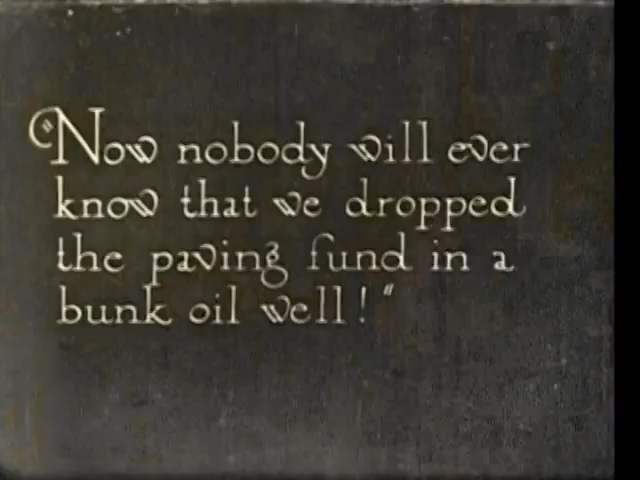 "Now nobody will ever
know that we dropped
the paving fund in a
bunk oil well!"